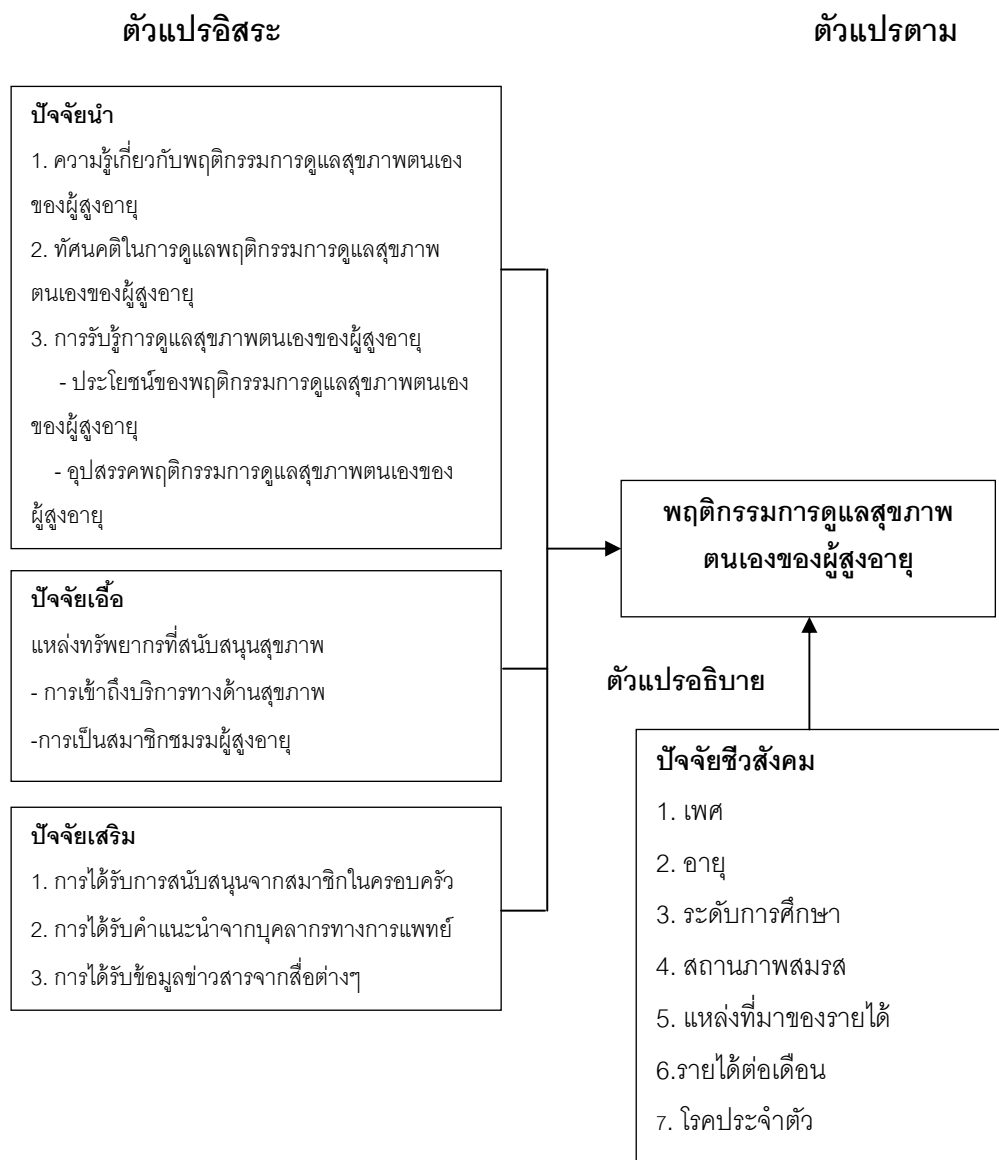 ตัวแปรอิสระ
ตัวแปรตาม
ปัจจัยนำ
1. ความรู้เกี่ยวกับพฤติกรรมการดูแลสุขภาพตนเอง
ของผู้สูงอายุ
2. ทัศนคติในการดูแลพฤติกรรมการดูแลสุขภาพ
ตนเองของผู้สูงอายุ
3. การรับรู้การดูแลสุขภาพตนเองของผู้สูงอายุ
- ประโยชน์ของพฤติกรรมการดูแลสุขภาพตนเอง
ของผู้สูงอายุ
- อุปสรรคพฤติกรรมการดูแลสุขภาพตนเองของ
ผู้สูงอายุ
ปัจจัยเอื้อ
แหล่งทรัพยากรที่สนับสนุนสุขภาพ
- การเข้าถึงบริการทางด้านสุขภาพ
-การเป็นสมาชิกชมรมผู้สูงอายุ
ปัจจัยเสริม
1. การได้รับการสนับสนุนจากสมาชิกในครอบครัว
2. การได้รับคำแนะนำจากบุคลากรทางการแพทย์
3. การได้รับข้อมูลข่าวสารจากสื่อต่างๆ
พฤติกรรมการดูแลสุขภาพ
ตนเองของผู้สูงอายุ
ตัวแปรอธิบาย
ปัจจัยชีวสังคม
1. เพศ
2. อายุ
3. ระดับการศึกษา
4. สถานภาพสมรส
5. แหล่งที่มาของรายได้
6.รายได้ต่อเดือน
7. โรคประจำตัว